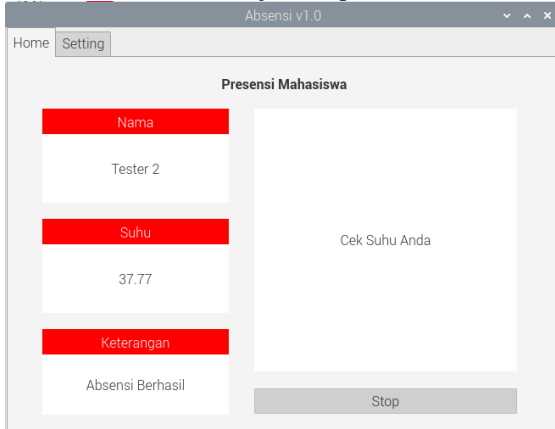 Absensi v1.0
Home Setting
Presensi Mahasiswa
Nama
Tester 2
Suhu
37.77
Keterangan
Absensi Berhasil
Cek Suhu Anda
Stop